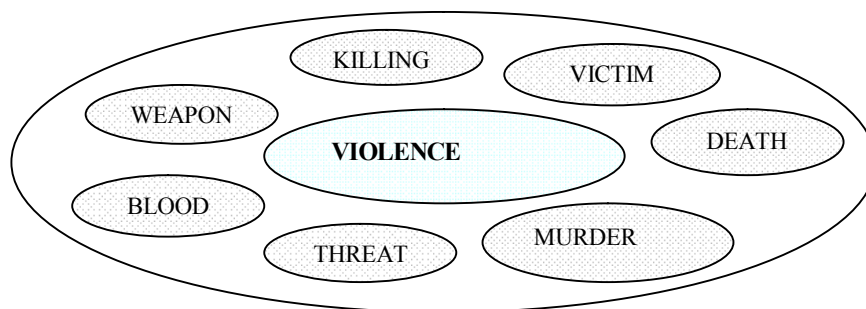 KILLING
VICTIM
WEAPON
DEATH
VIOLENCE
BLOOD
MURDER
THREAT